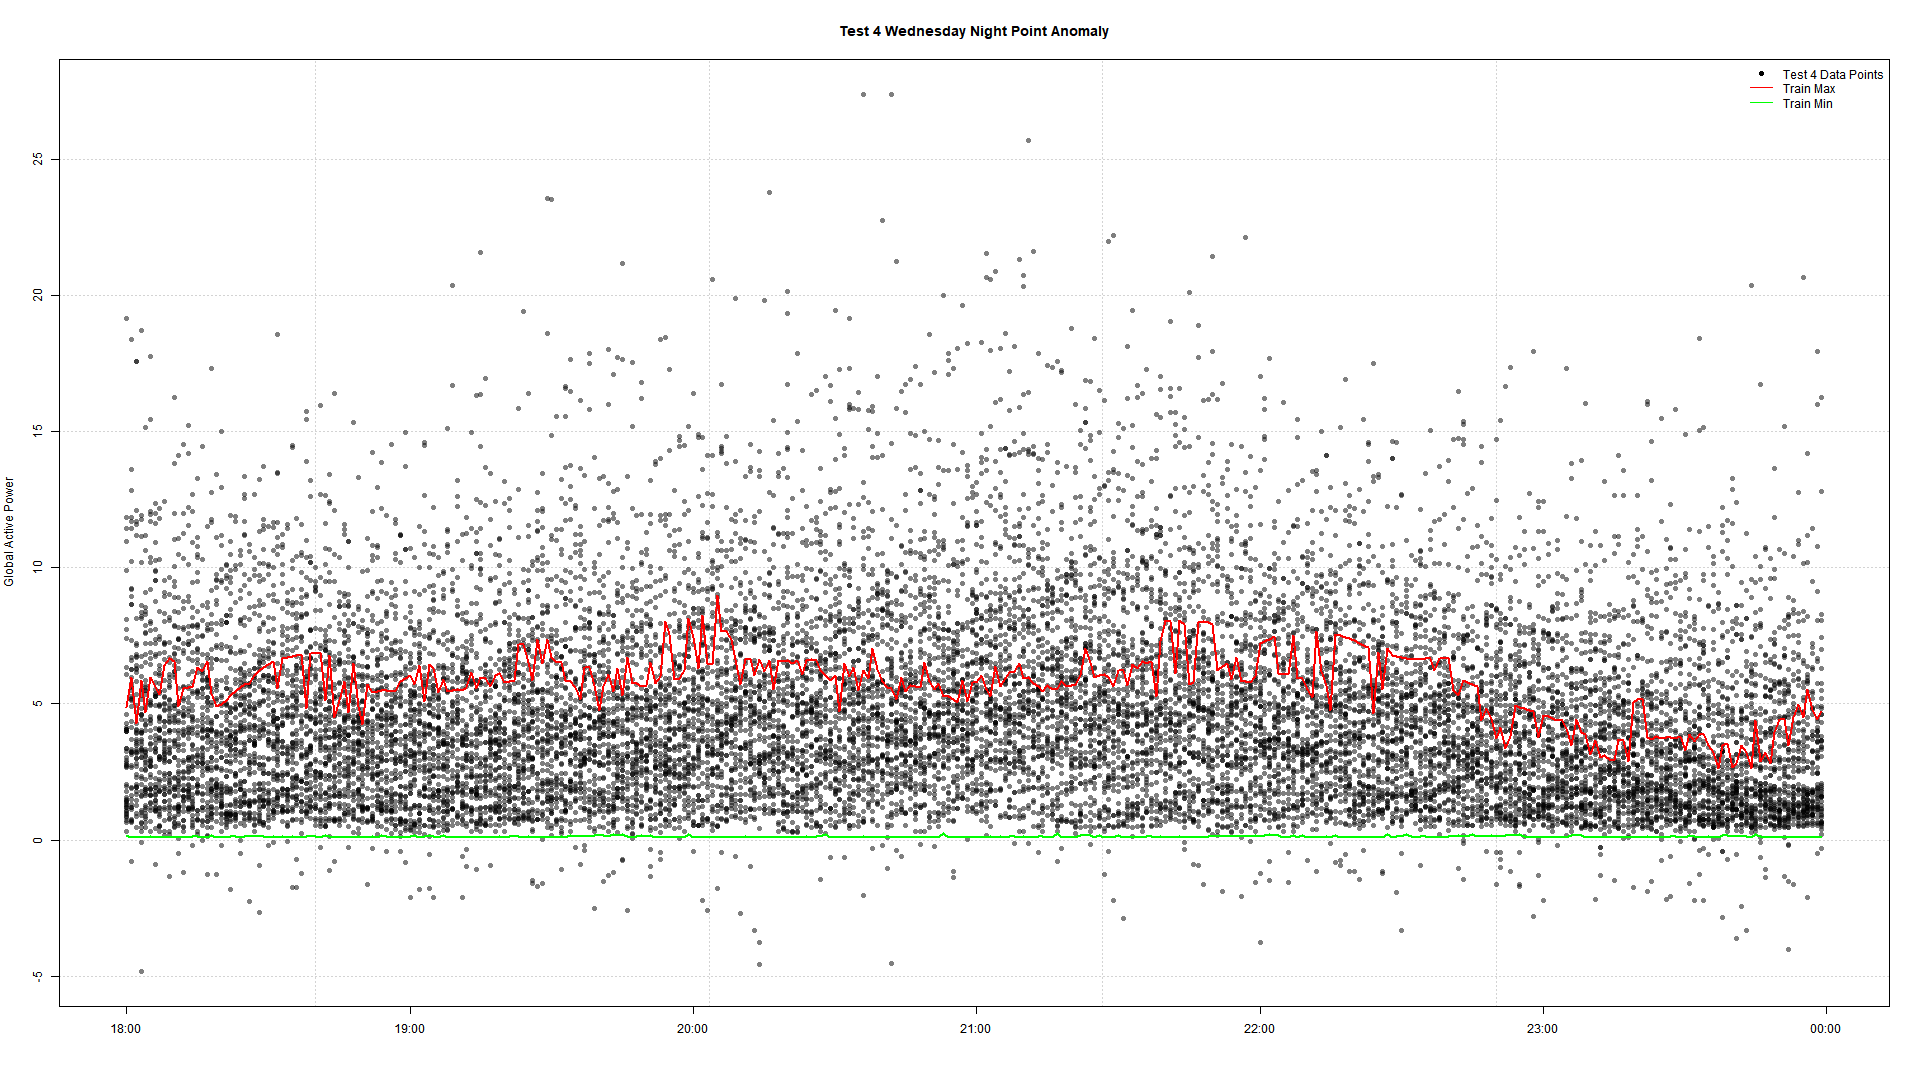 Test 4 Wednesday Night Point Anomaly
Test 4 Data Points
Train Max
Train Min
Global Active Power
25
20
15
10
5
0
-5
18:00
19:00
20:00
21:00
22:00
23:00
00:00